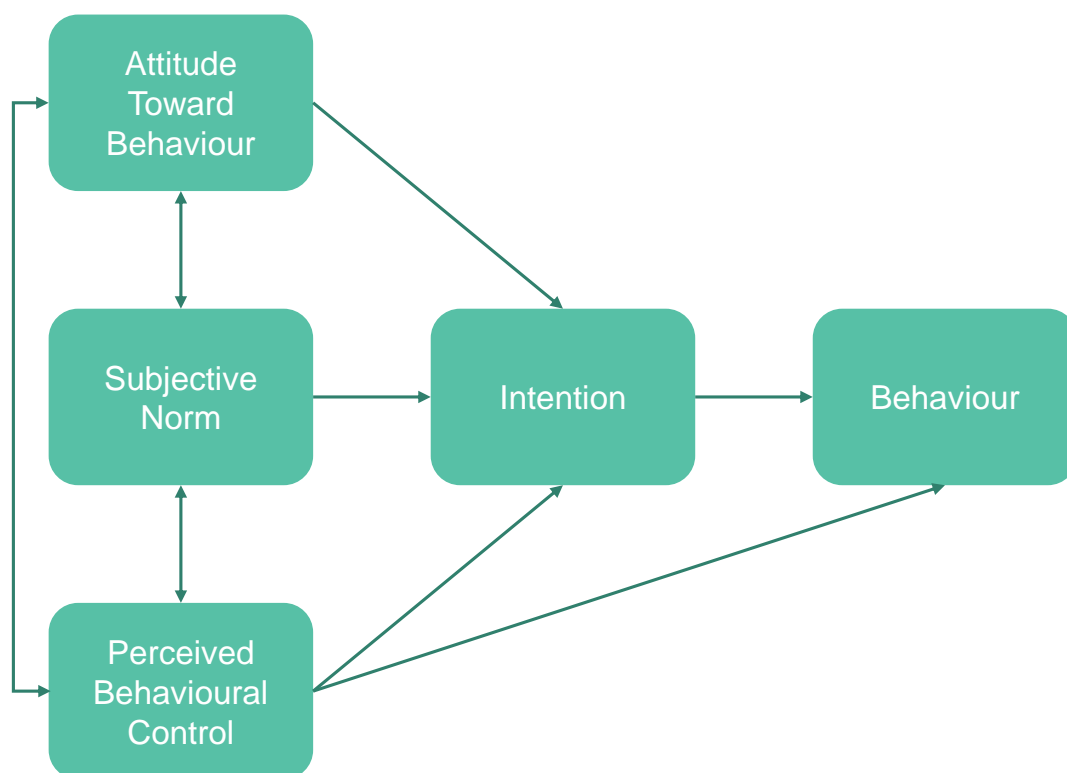 Attitude
Toward
Behaviour
Subjective
Norm
Intention
Behaviour
Perceived
Behavioural
Control